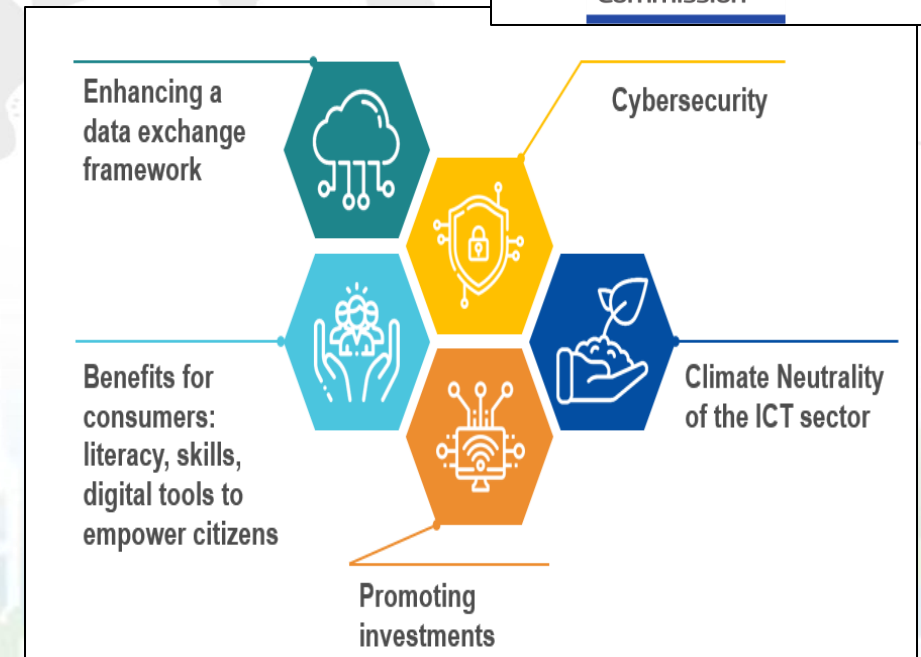 Commission
Enhancing a
data exchange
framework
Cybersecurity
Benefits for
consumers:
literacy, skills,
digital tools to
empower citizens
Climate Neutrality
of the ICT sector
Promoting
investments